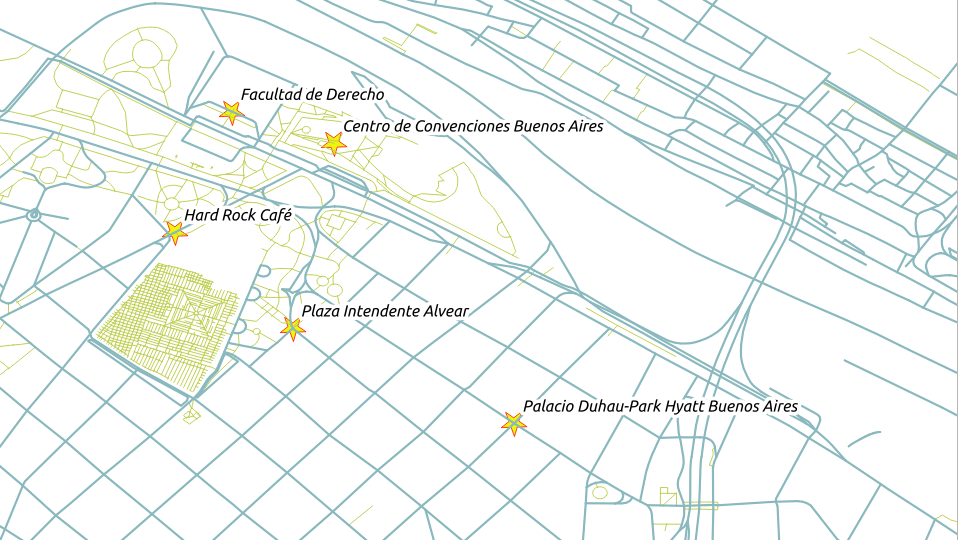 Facultad de Derecho
Centro de Convenciones Buenos Aires
Hard Rock Café
Plaza Intendente Alvear
Palacio Duhau-Park Hyatt Buenos Aires